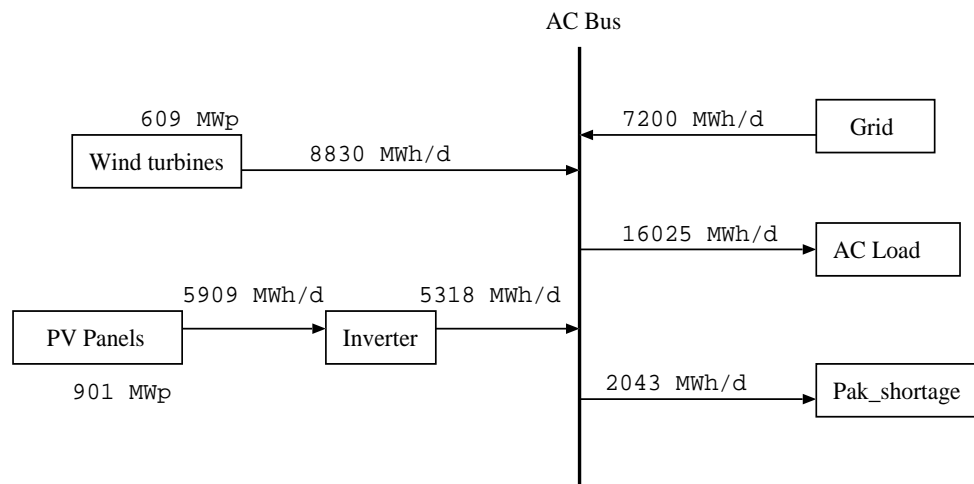 AC Bus
609 MWp
Wind turbines
8830 MWh/d
7200 MWh/d
Grid
16025 MWh/d
AC Load
5909 MWh/d
5318 MWh/d
PV Panels
Inverter
901 MWp
2043 MWh/d
Pak_shortage